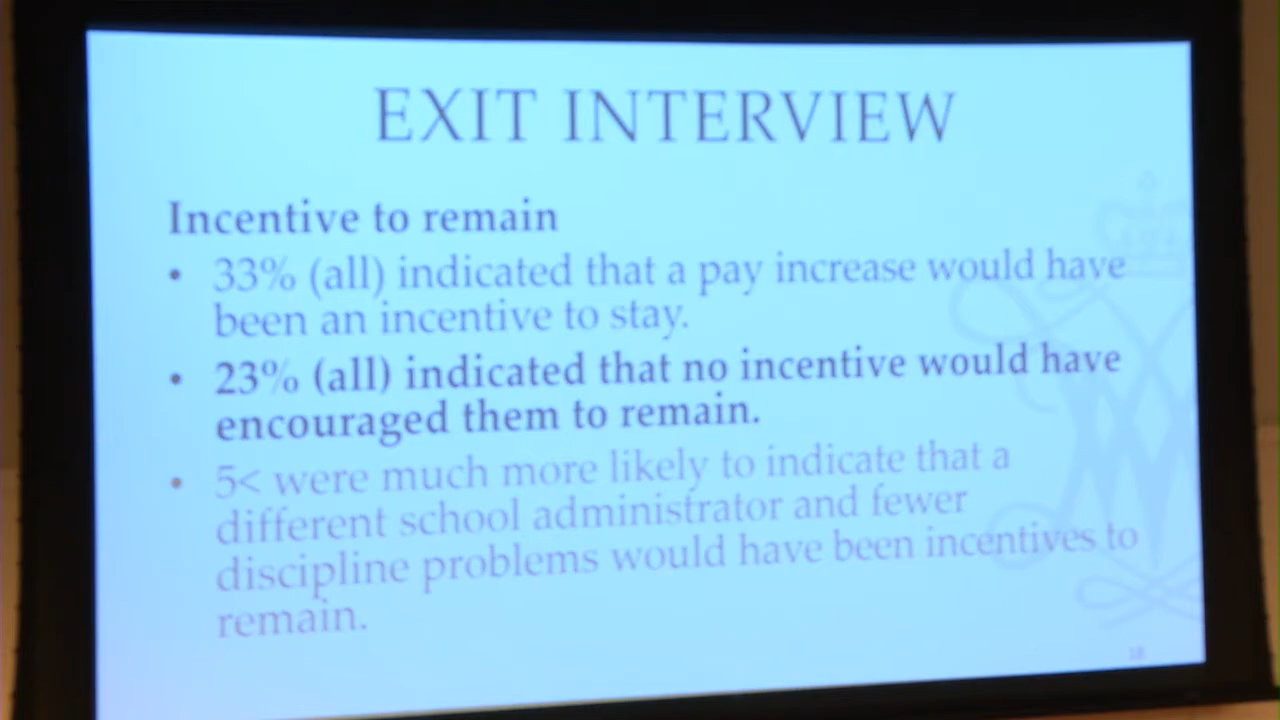 EXIT INTERVIEW
Incentive to remain
• 33% (all) indicated that a pay increase would have
been an incentive to stay.
• 23% (all) indicated that no incentive would have
encouraged them to remain.
• 5< were much more likely to indicate that a
different school administrator and fewer
discipline problems would have been incentives to
remain.
18